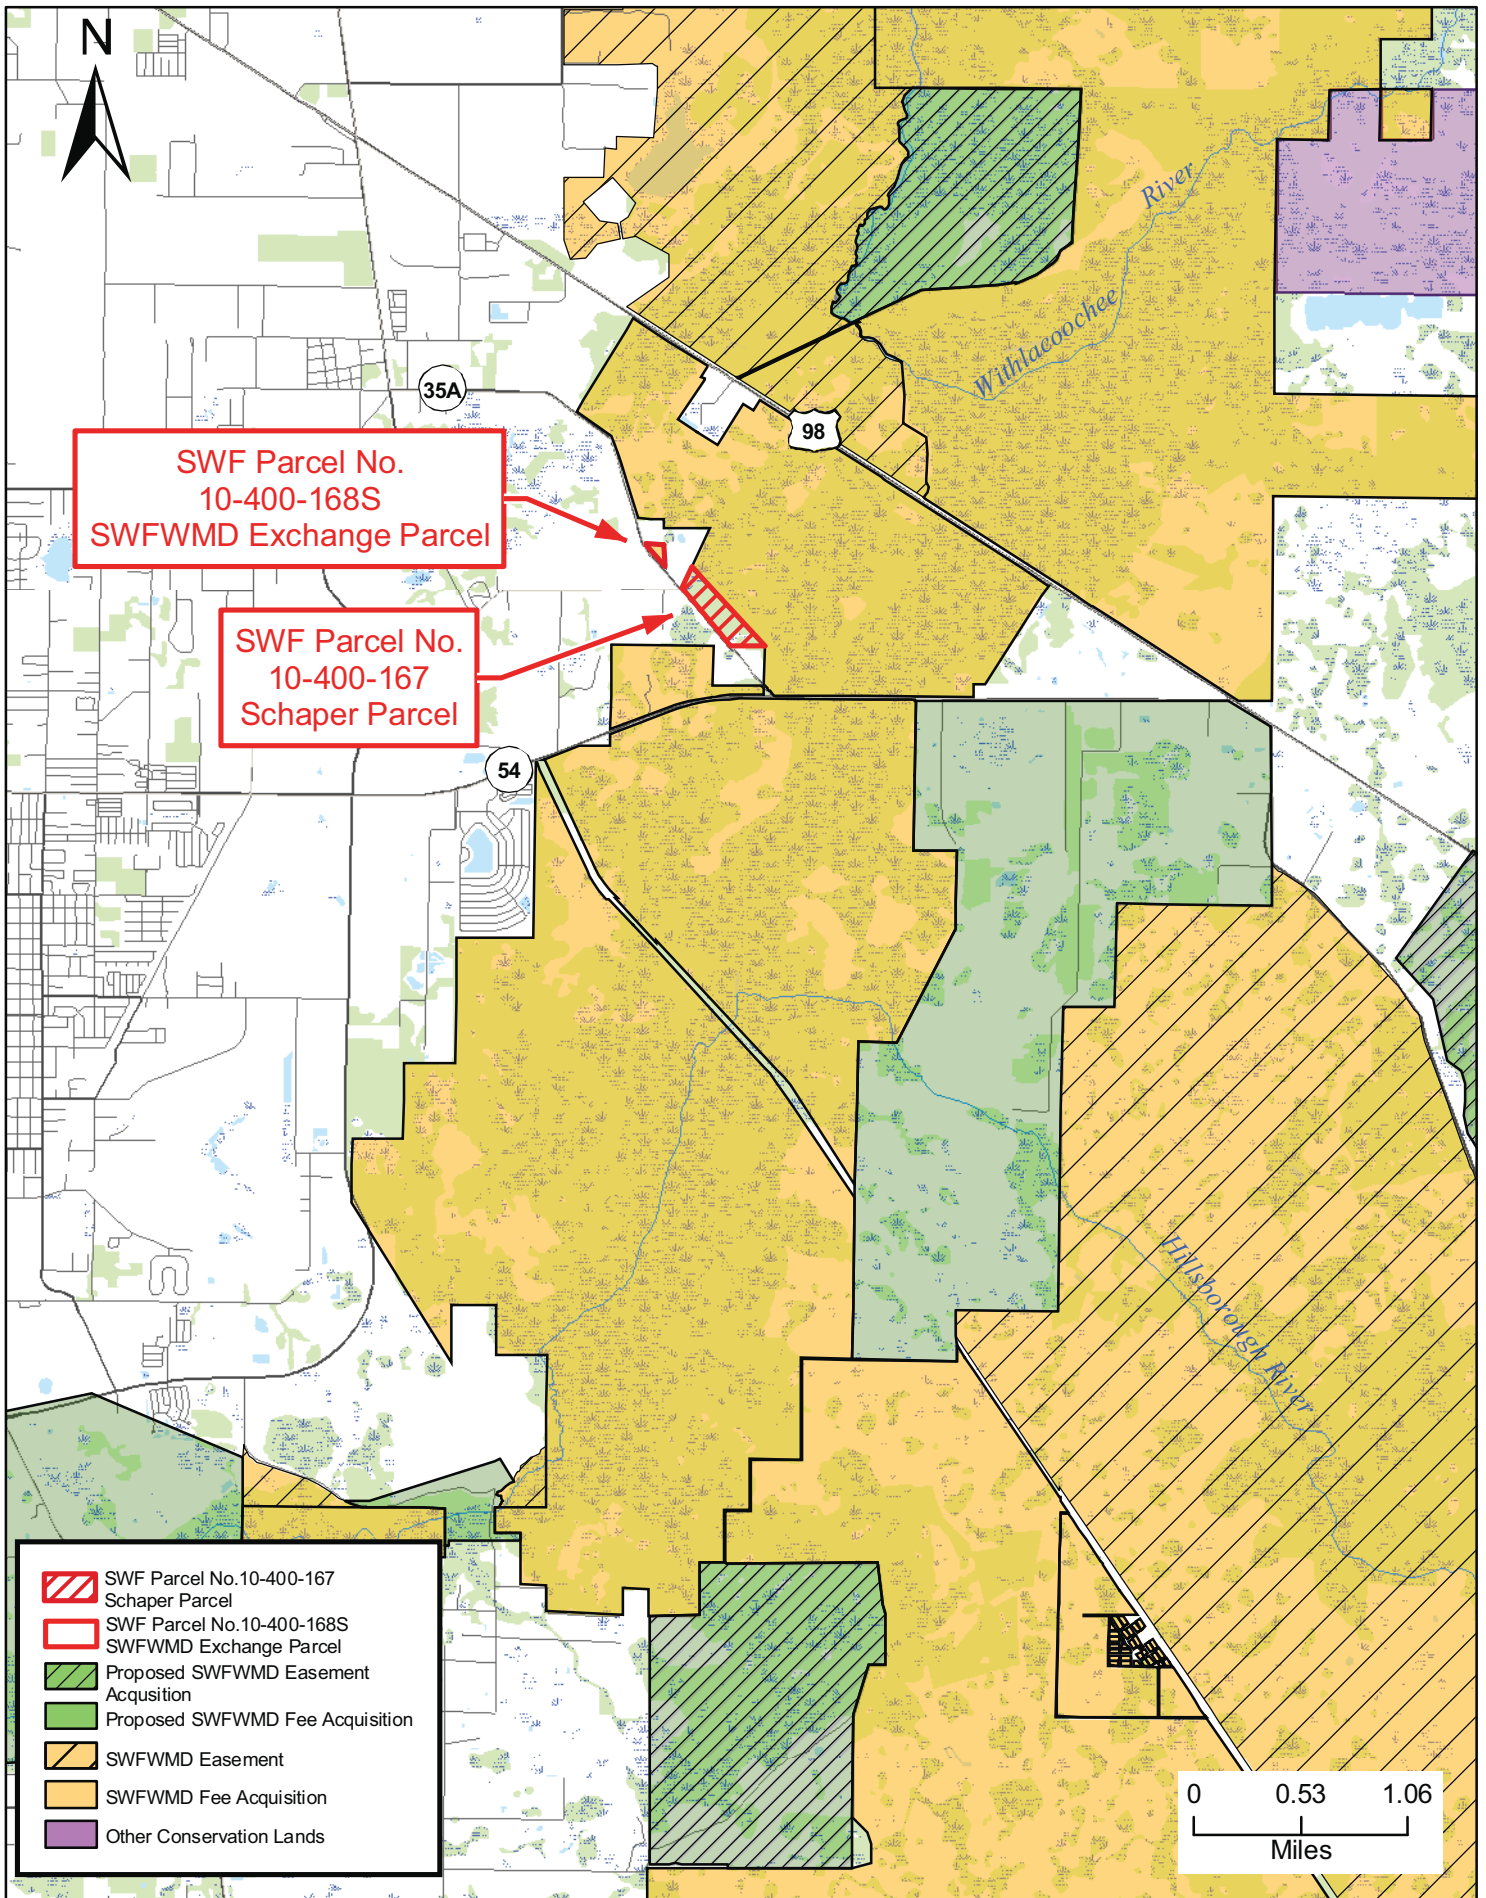 N
River
Withlacoochee
35A
98
SWF Parcel No.
10-400-168S
SWFWMD Exchange Parcel
SWF Parcel No.
10-400-167
Schaper Parcel
54
Hillsborough River
SWF Parcel No.10-400-167
Schaper Parcel
SWF Parcel No.10-400-168S
SWFWMD Exchange Parcel
Proposed SWFWMD Easement
Acqusition
Proposed SWFWMD Fee Acquisition
SWFWMD Easement
SWFWMD Fee Acquisition
Other Conservation Lands
0 0.53 1.06
Miles